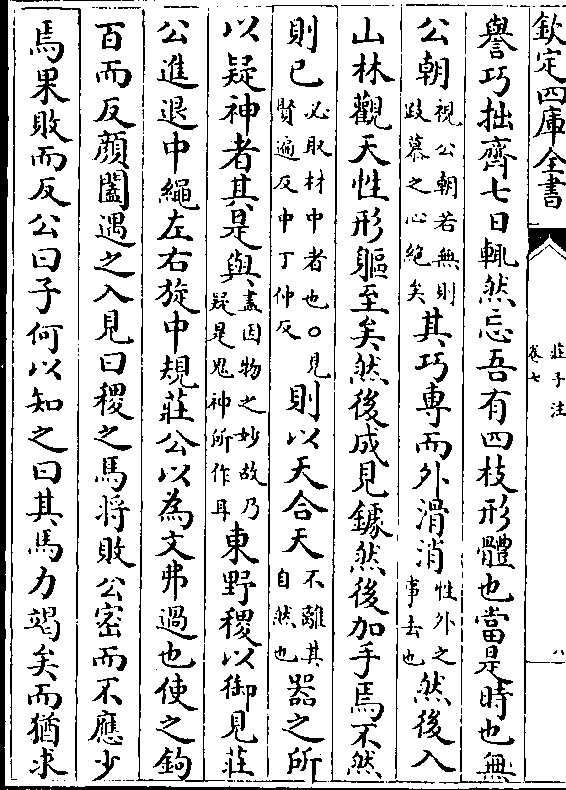 欽定四庫全書
莊子注
卷七
八
譽巧拙齊七日輒然忘吾有四枝形體也當是時也無
公朝視公朝若無則跂慕之心絶矣其巧専而外滑消性外之事去也然後入
山林觀天性形軀至矣然後成見鐻然後加手焉不然
則已必取材中者也○見賢遍反中丁仲反則以天合天不離其自然也器之所
以疑神者其是與盡因物之妙故乃疑是鬼神所作耳東野稷以御見莊
公進退中繩左右旋中規莊公以為文弗過也使之鉤
百而反顔闔遇之入見曰稷之馬將敗公密而不應少
焉果敗而反公曰子何以知之曰其馬力竭矣而猶求